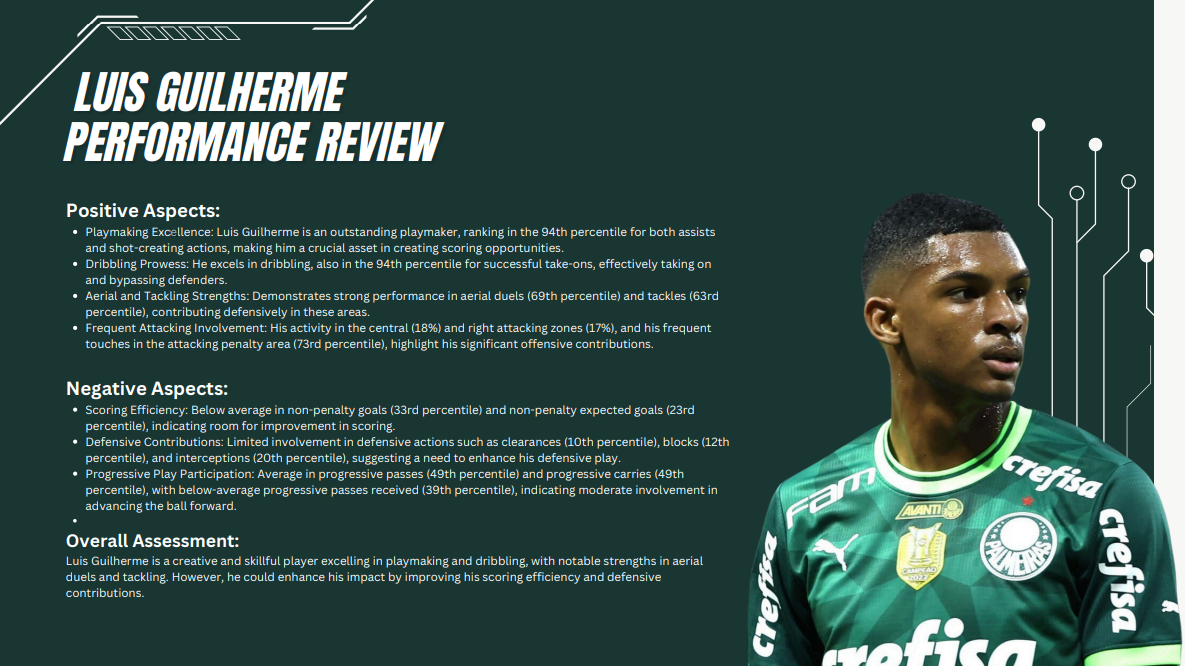 LUIS GUILHERME
PERFORMANCE REVIEW
Positive Aspects:
• Playmaking Excellence: Luis Guilherme is an outstanding playmaker, ranking in the 94th percentile for both assists
and shot-creating actions, making him a crucial asset in creating scoring opportunities.
• Dribbling Prowess: He excels in dribbling, also in the 94th percentile for successful take-ons, effectively taking on
and bypassing defenders.
• Aerial and Tackling Strengths: Demonstrates strong performance in aerial duels (69th percentile) and tackles (63rd
percentile), contributing defensively in these areas.
• Frequent Attacking Involvement: His activity in the central (18%) and right attacking zones (17%), and his frequent
touches in the attacking penalty area (73rd percentile), highlight his significant offensive contributions.
Negative Aspects:
• Scoring Efficiency: Below average in non-penalty goals (33rd percentile) and non-penalty expected goals (23rd
percentile), indicating room for improvement in scoring.
• Defensive Contributions: Limited involvement in defensive actions such as clearances (10th percentile), blocks (12th
percentile), and interceptions (20th percentile), suggesting a need to enhance his defensive play.
• Progressive Play Participation: Average in progressive passes (49th percentile) and progressive carries (49th
percentile), with below-average progressive passes received (39th percentile), indicating moderate involvement in
advancing the ball forward.
•
Overall Assessment:
Luis Guilherme is a creative and skillful player excelling in playmaking and dribbling, with notable strengths in aerial
duels and tackling. However, he could enhance his impact by improving his scoring efficiency and defensive
contributions.
Fam
crefisa
AVANTI
CAMPEÃO
2022
PALMEIRAS
crefisa
crefisa
crefisa